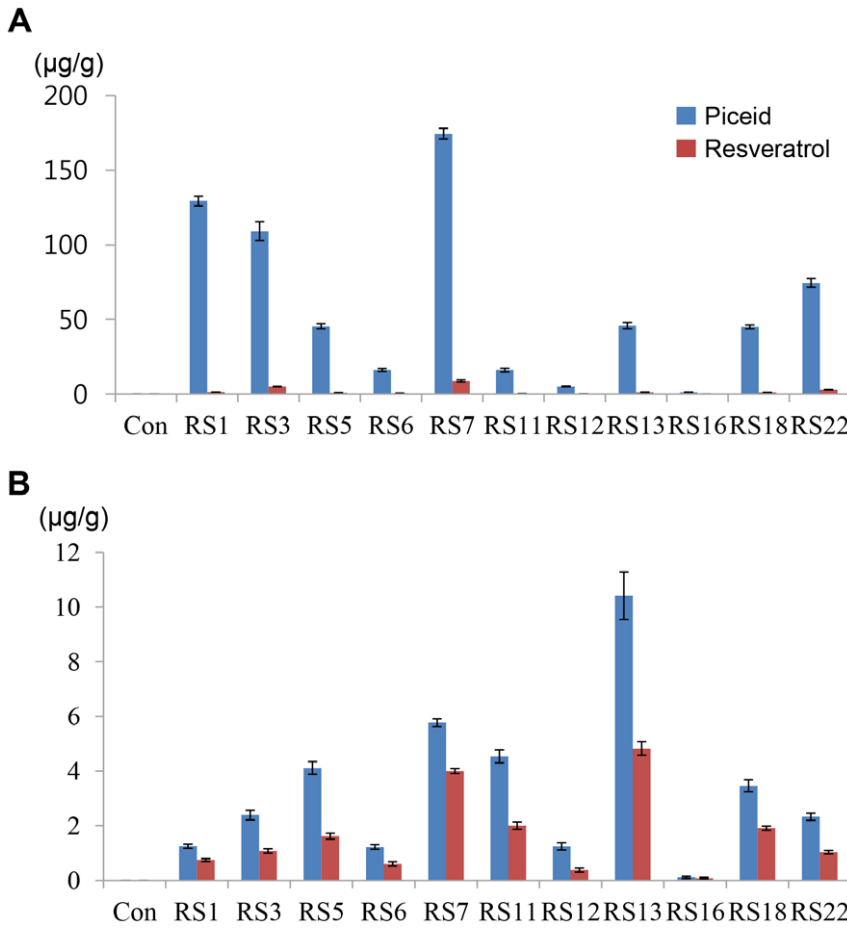 A
(µg/g)
200
150
100
50
0
Piceid
Resveratrol
Con RS1 RS3 RS5 RS6 RS7 RS11 RS12 RS13 RS16 RS18 RS22
B
(µg/g)
12
10
8
6
4
2
0
Con RS1 RS3 RS5 RS6 RS7 RS11 RS12 RS13 RS16 RS18 RS22